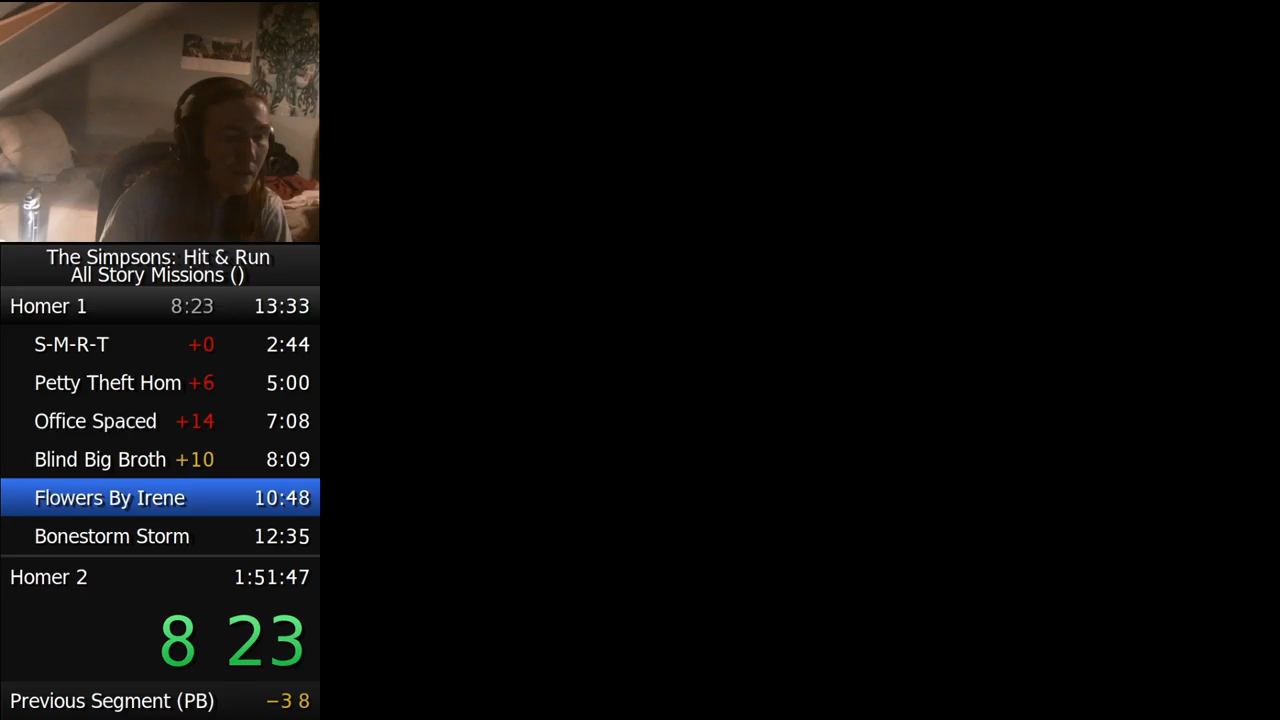 The Simpsons: Hit & Run
All Story Missions ()
Homer 1 8:23 13:33
S-M-R-T +0 2:44
Petty Theft Hom +6 5:00
Office Spaced +14 7:08
Blind Big Broth +10 8:09
Flowers By Irene 10:48
Bonestorm Storm 12:35
Homer 2 1:51:47
8 23
Previous Segment (PB) −3 8